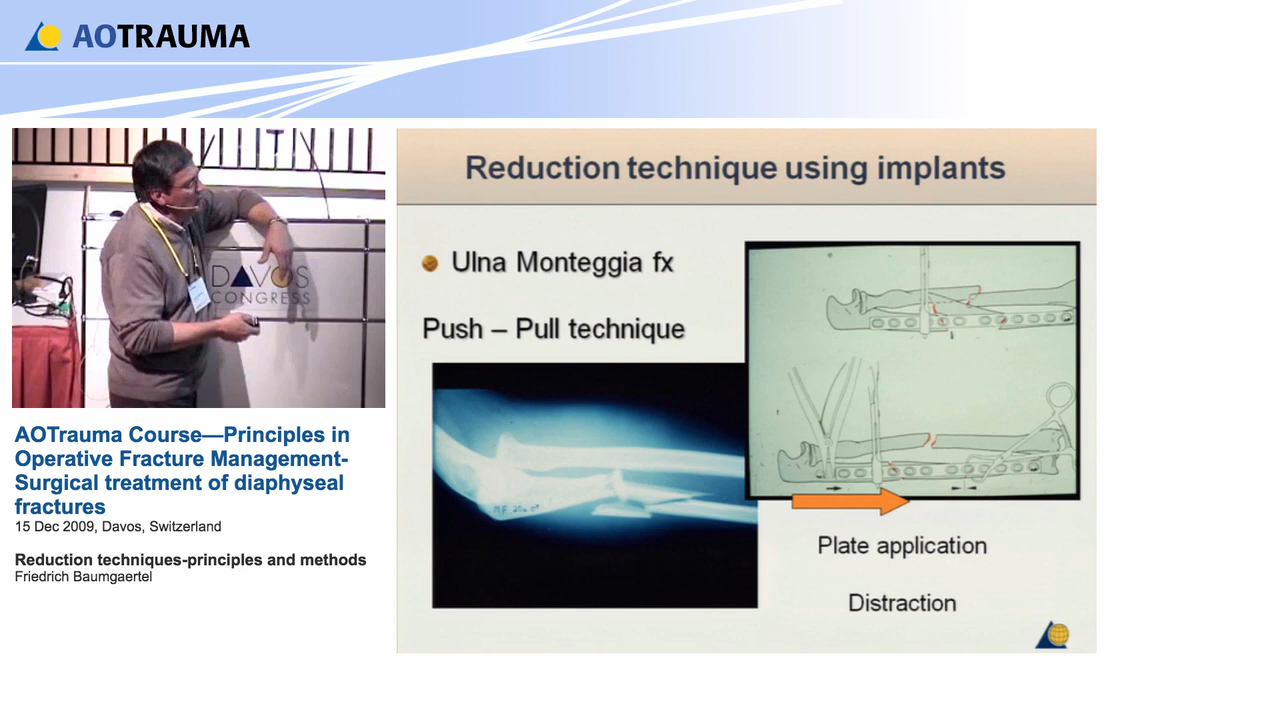 AOTRAUMA
DAVOS
CONGRESS
AOTrauma Course—Principles in
Operative Fracture Management-
Surgical treatment of diaphyseal
fractures
15 Dec 2009, Davos, Switzerland
Reduction techniques-principles and methods
Friedrich Baumgaertel
Reduction technique using implants
Ulna Monteggia fx
Push – Pull technique
Plate application
Distraction